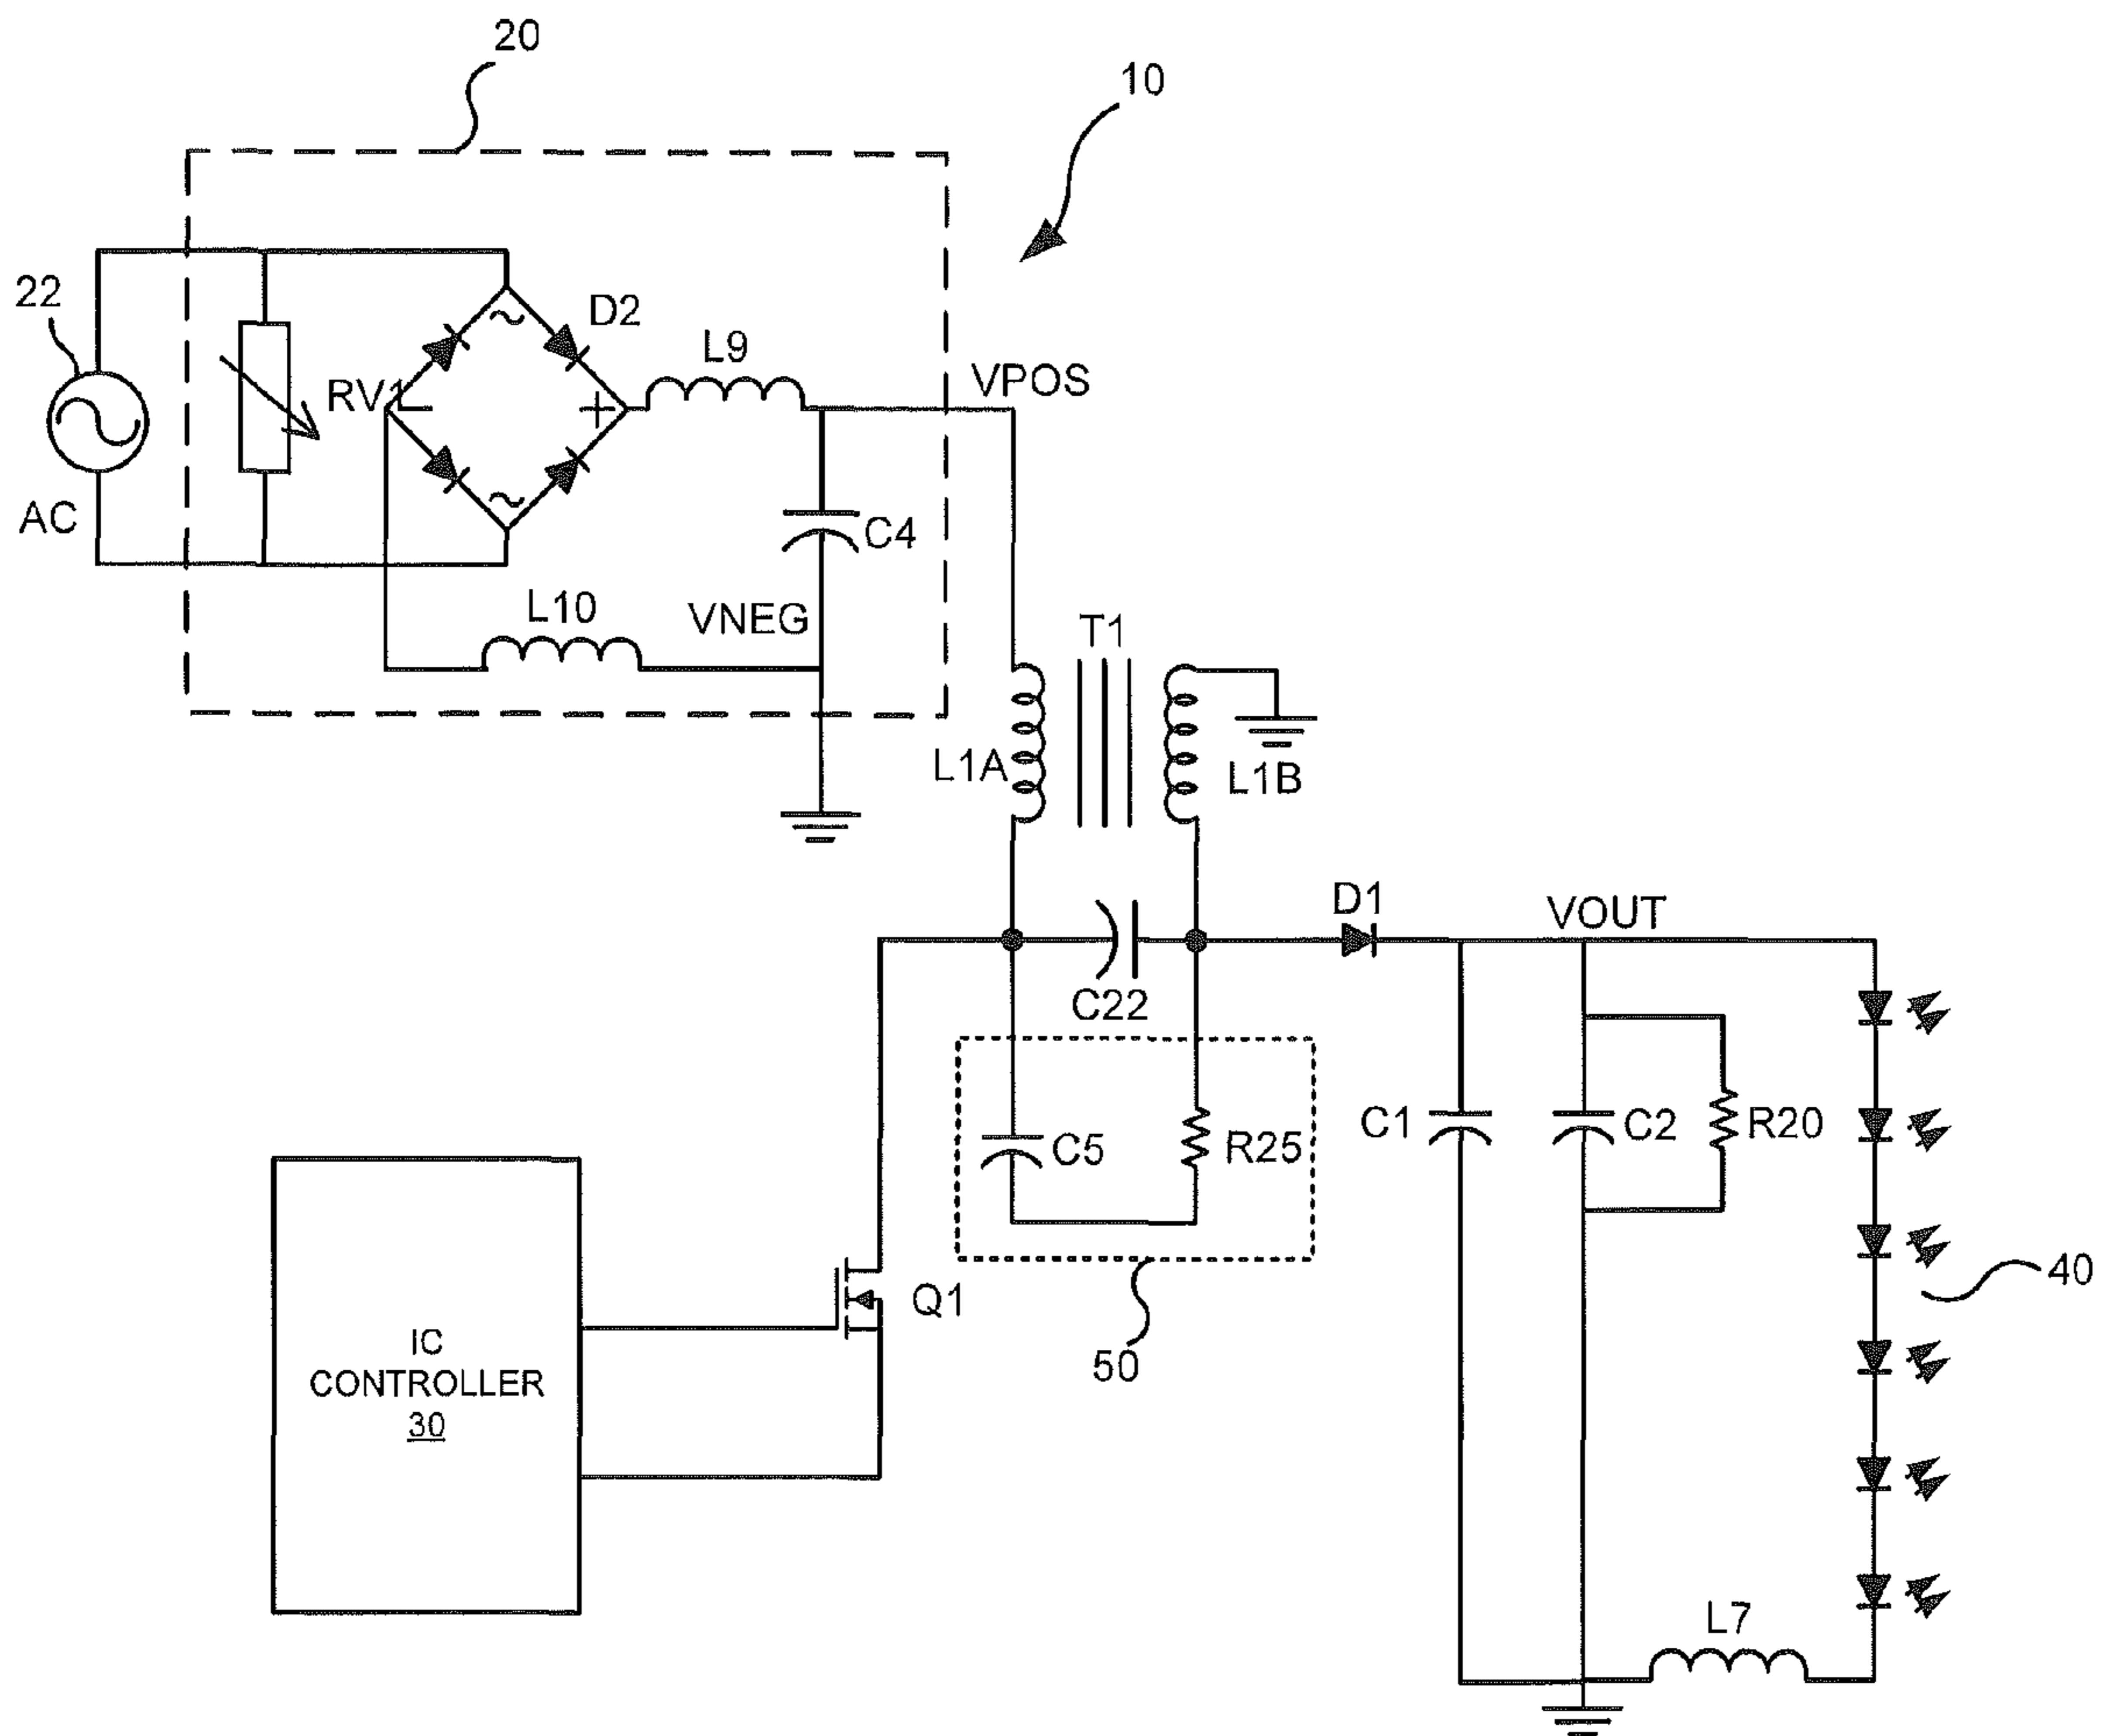 20
10
22
D2
L9
RV1
VPOS
AC
C4
L10
VNEG
T1
L1A
L1B
D1
VOUT
C22
C1
C2
R20
C5
R25
40
Q1
50
IC
CONTROLLER
30
L7